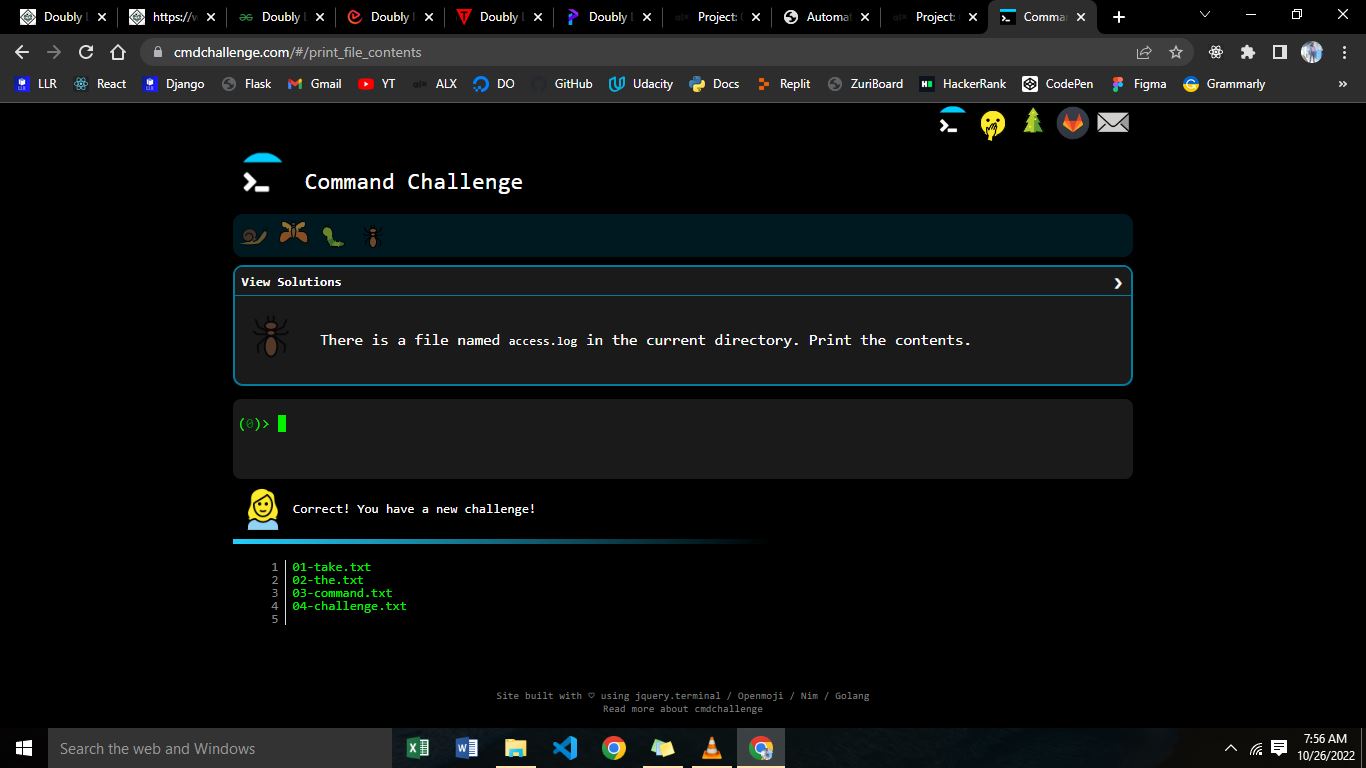 Doubly
https://w
Doubly L
Doubly
Doubly
Doubly
Project:
Automat
Project:
Comman
cmdchallenge.com/#/print_file_contents
LLR React Django Flask Gmail YT ALX DO GitHub Udacity Docs Replit ZuriBoard HackerRank CodePen Figma Grammarly »
Command Challenge
View Solutions
There is a file named access.log in the current directory. Print the contents.
(0)>
Correct! You have a new challenge!
1 01-take.txt
2 02-the.txt
3 03-command.txt
4 04-challenge.txt
5
Site built with ♡ using jquery.terminal / Openmoji / Nim / Golang
Read more about cmdchallenge
Search the web and Windows
7:56 AM
10/26/2022